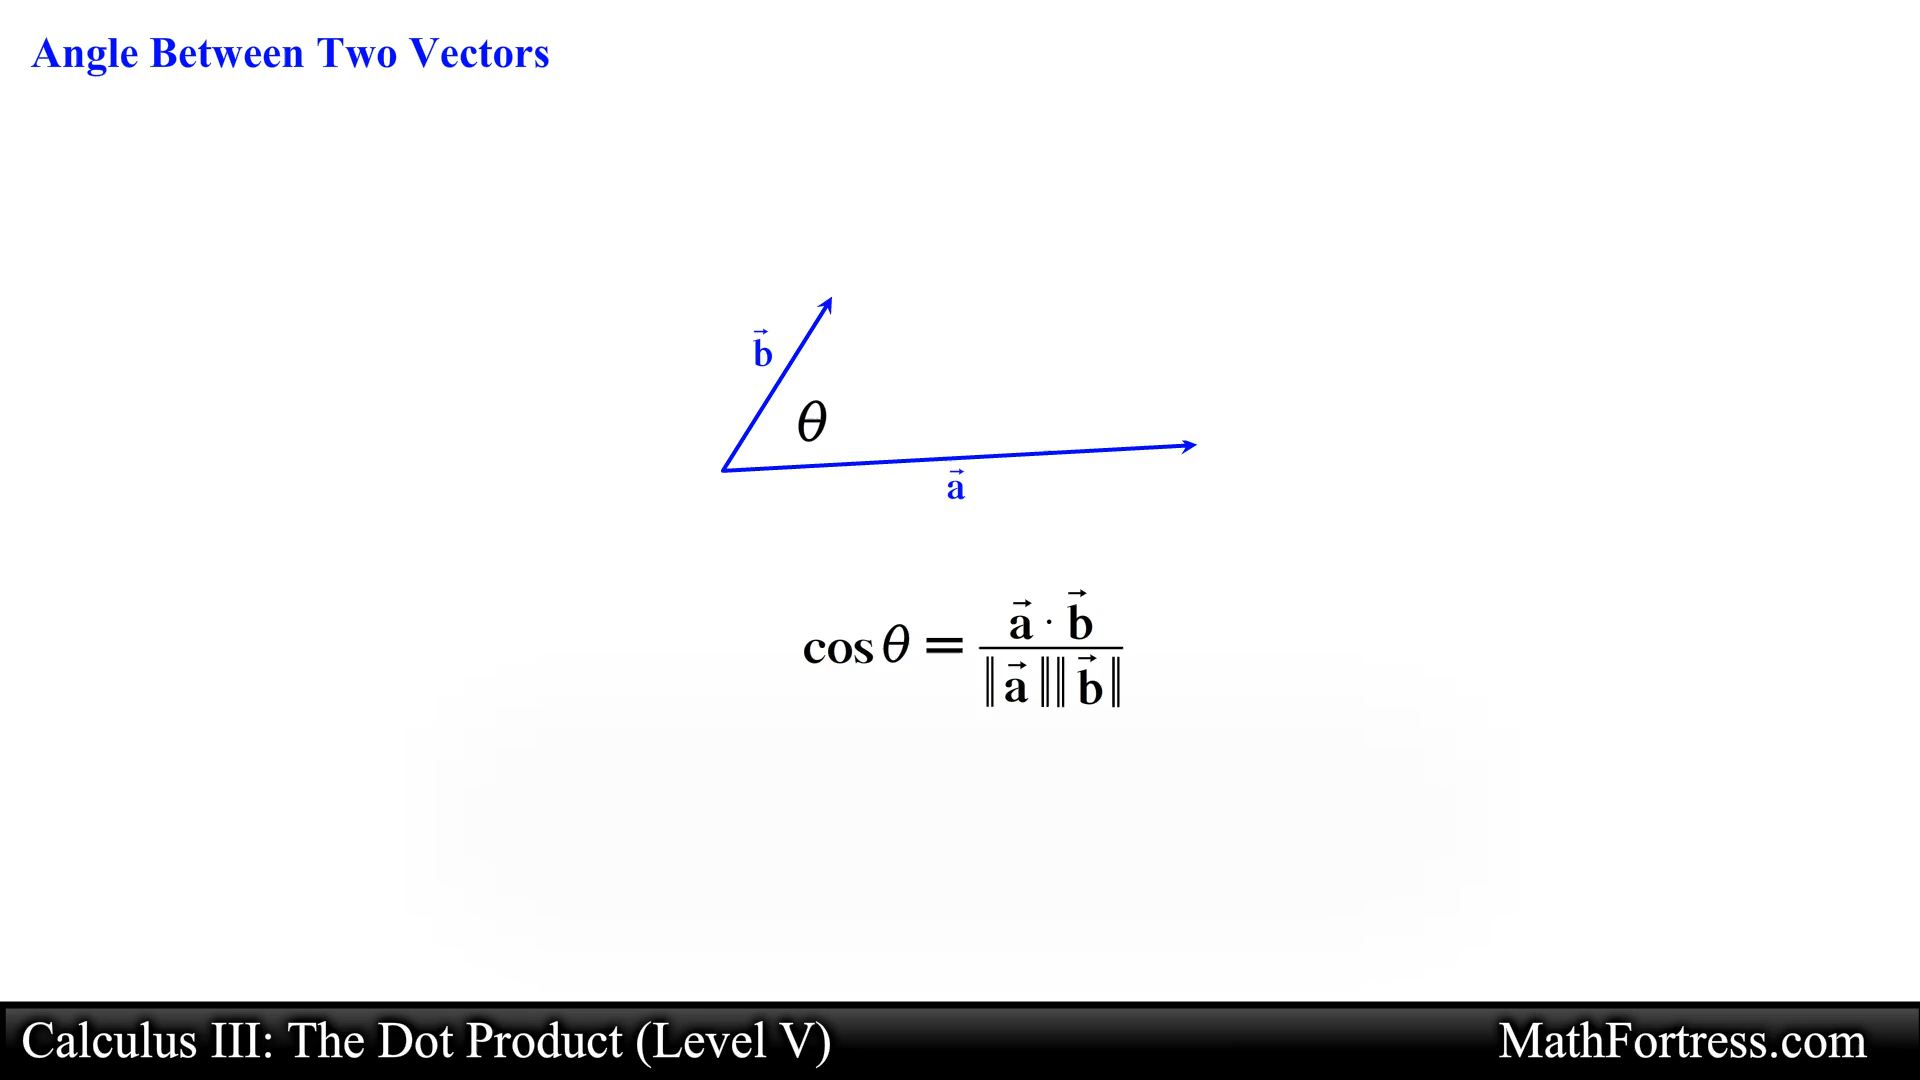 Angle Between Two Vectors
b⃗
θ
a⃗
cos θ = (a⃗ · b⃗) / (‖a⃗‖‖b⃗‖)
Calculus III: The Dot Product (Level V)
MathFortress.com